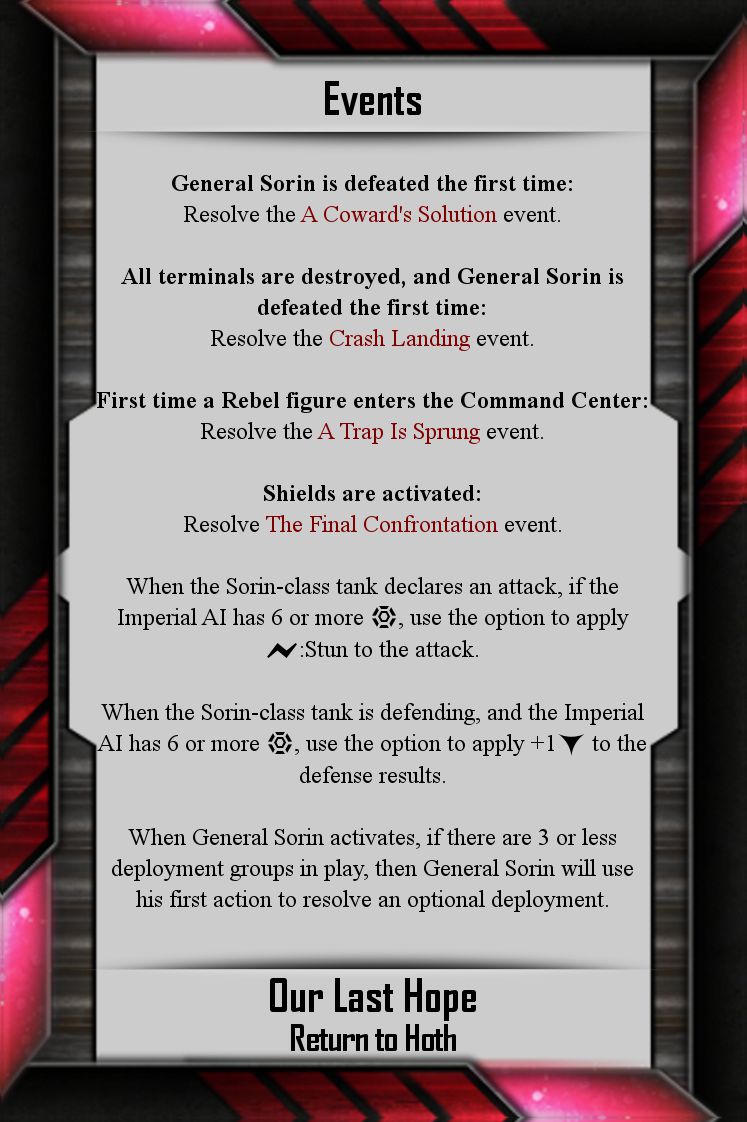 Events
General Sorin is defeated the first time:
Resolve the A Coward's Solution event.
All terminals are destroyed, and General Sorin is
defeated the first time:
Resolve the Crash Landing event.
First time a Rebel figure enters the Command Center:
Resolve the A Trap Is Sprung event.
Shields are activated:
Resolve The Final Confrontation event.
When the Sorin-class tank declares an attack, if the
Imperial AI has 6 or more , use the option to apply
:Stun to the attack.
When the Sorin-class tank is defending, and the Imperial
AI has 6 or more , use the option to apply +1 to the
defense results.
When General Sorin activates, if there are 3 or less
deployment groups in play, then General Sorin will use
his first action to resolve an optional deployment.
Our Last Hope
Return to Hoth